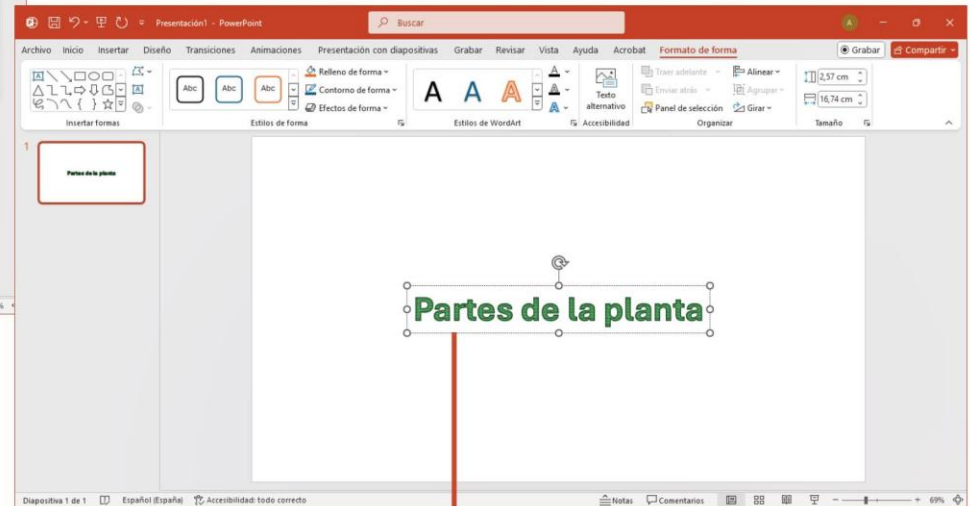 Presentación1 - PowerPoint
Buscar
A
Archivo Inicio Insertar Diseño Transiciones Animaciones Presentación con diapositivas Grabar Revisar Vista Ayuda Acrobat Formato de forma
Grabar
Compartir
Abc Abc Abc
Relleno de forma
Contorno de forma
Efectos de forma
A A A
Texto alternativo
Traer adelante
Enviar atrás
Panel de selección
Alinear
Agrupar
Girar
2,57 cm
16,74 cm
Insertar formas
Estilos de forma
Estilos de WordArt
Accesibilidad
Organizar
Tamaño
1
Partes de la planta
Partes de la planta
Diapositiva 1 de 1
Español (España)
Accesibilidad: todo correcto
Notas
Comentarios
69%